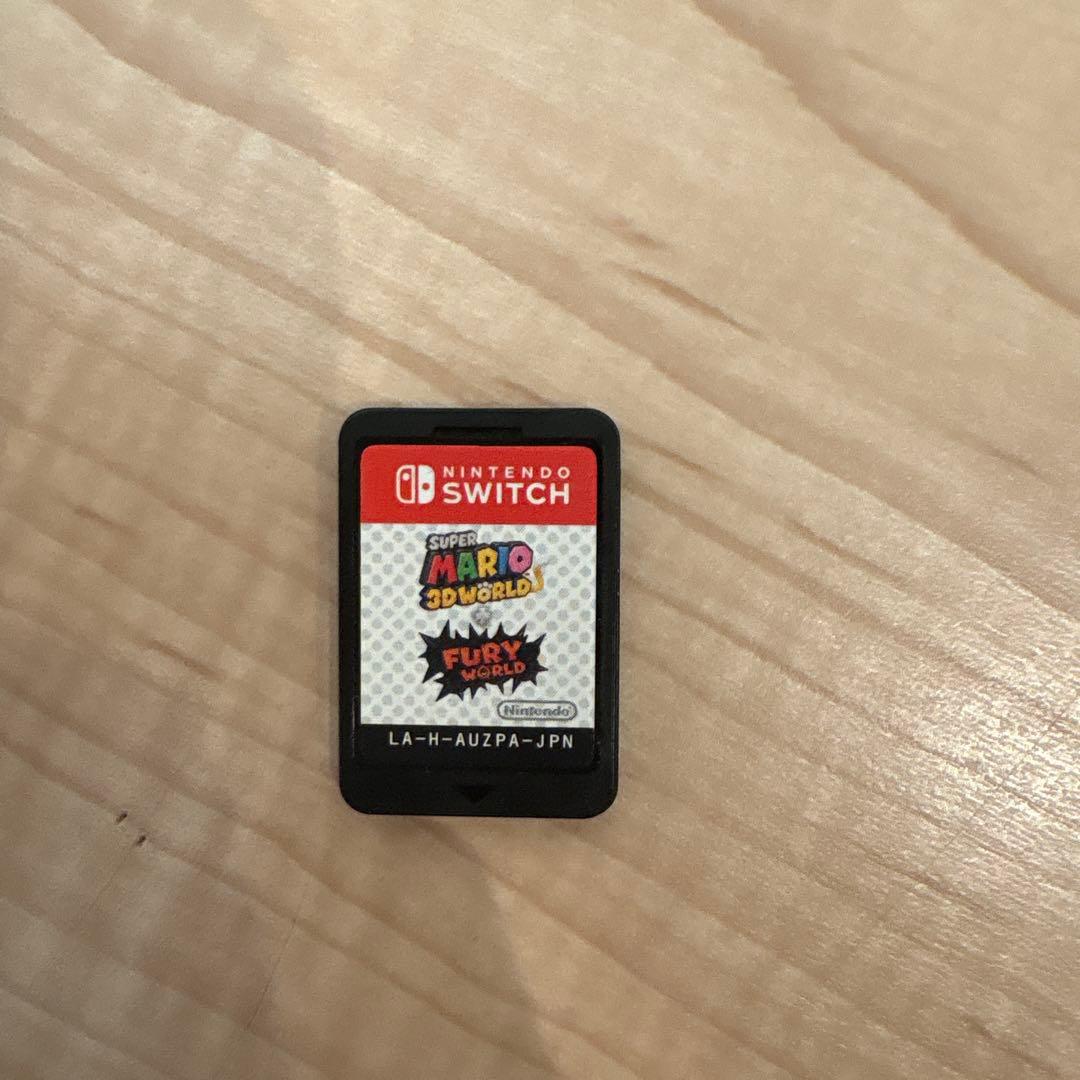 NINTENDO
SWITCH
SUPER
MARIO
3D WORLD
+
FURY
WORLD
Nintendo
LA-H-AUZPA-JPN